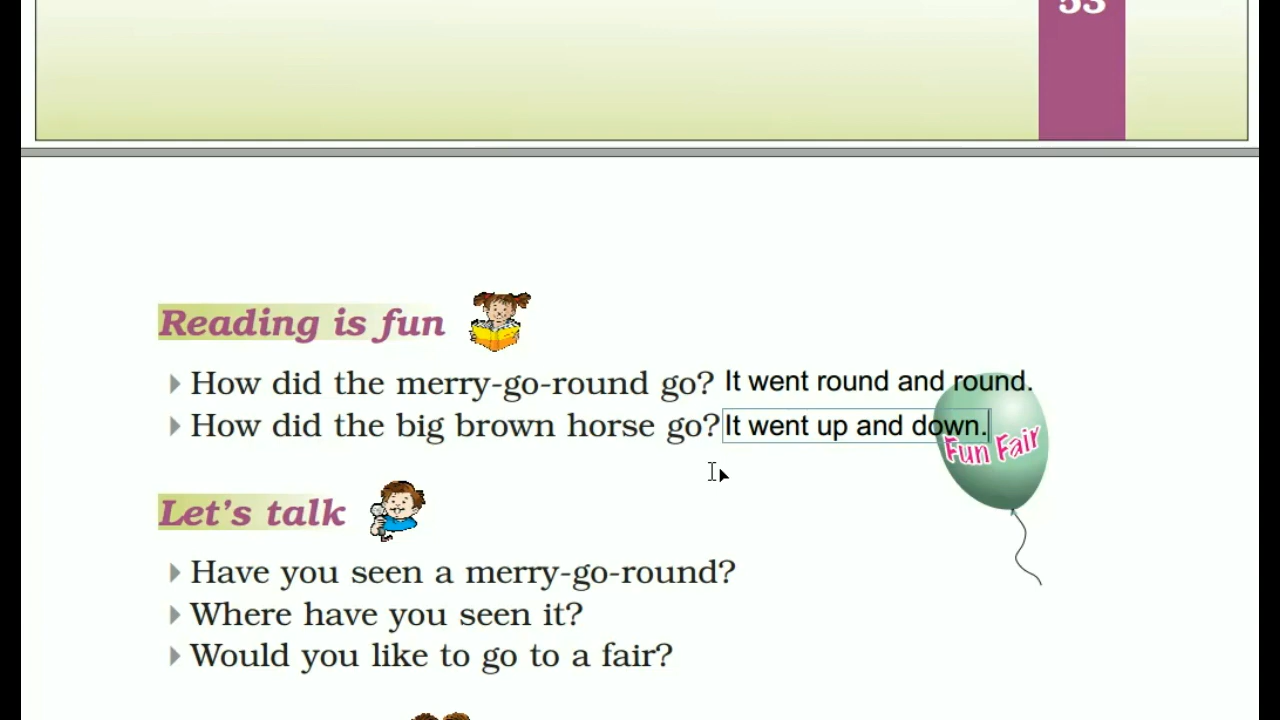 53
Reading is fun
How did the merry-go-round go? It went round and round.
How did the big brown horse go? It went up and down.
Fun Fair
Let's talk
Have you seen a merry-go-round?
Where have you seen it?
Would you like to go to a fair?